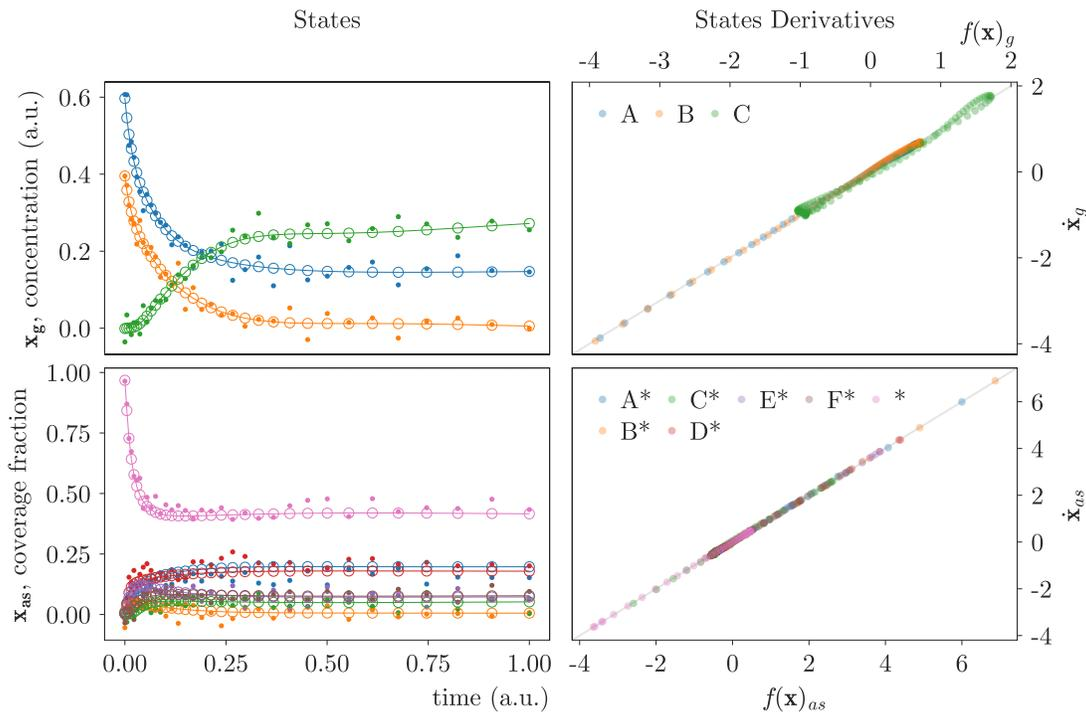 States
States Derivatives
f(x)g
-4 -3 -2 -1 0 1 2
A B C
0.6
0.4
0.2
0.0
xg, concentration (a.u.)
2
0
-2
-4
ẋg
1.00
0.75
0.50
0.25
0.00
xas, coverage fraction
A* C* E* F* *
B* D*
6
4
2
0
-2
-4
ẋas
0.00 0.25 0.50 0.75 1.00
time (a.u.)
-4 -2 0 2 4 6
f(x)as